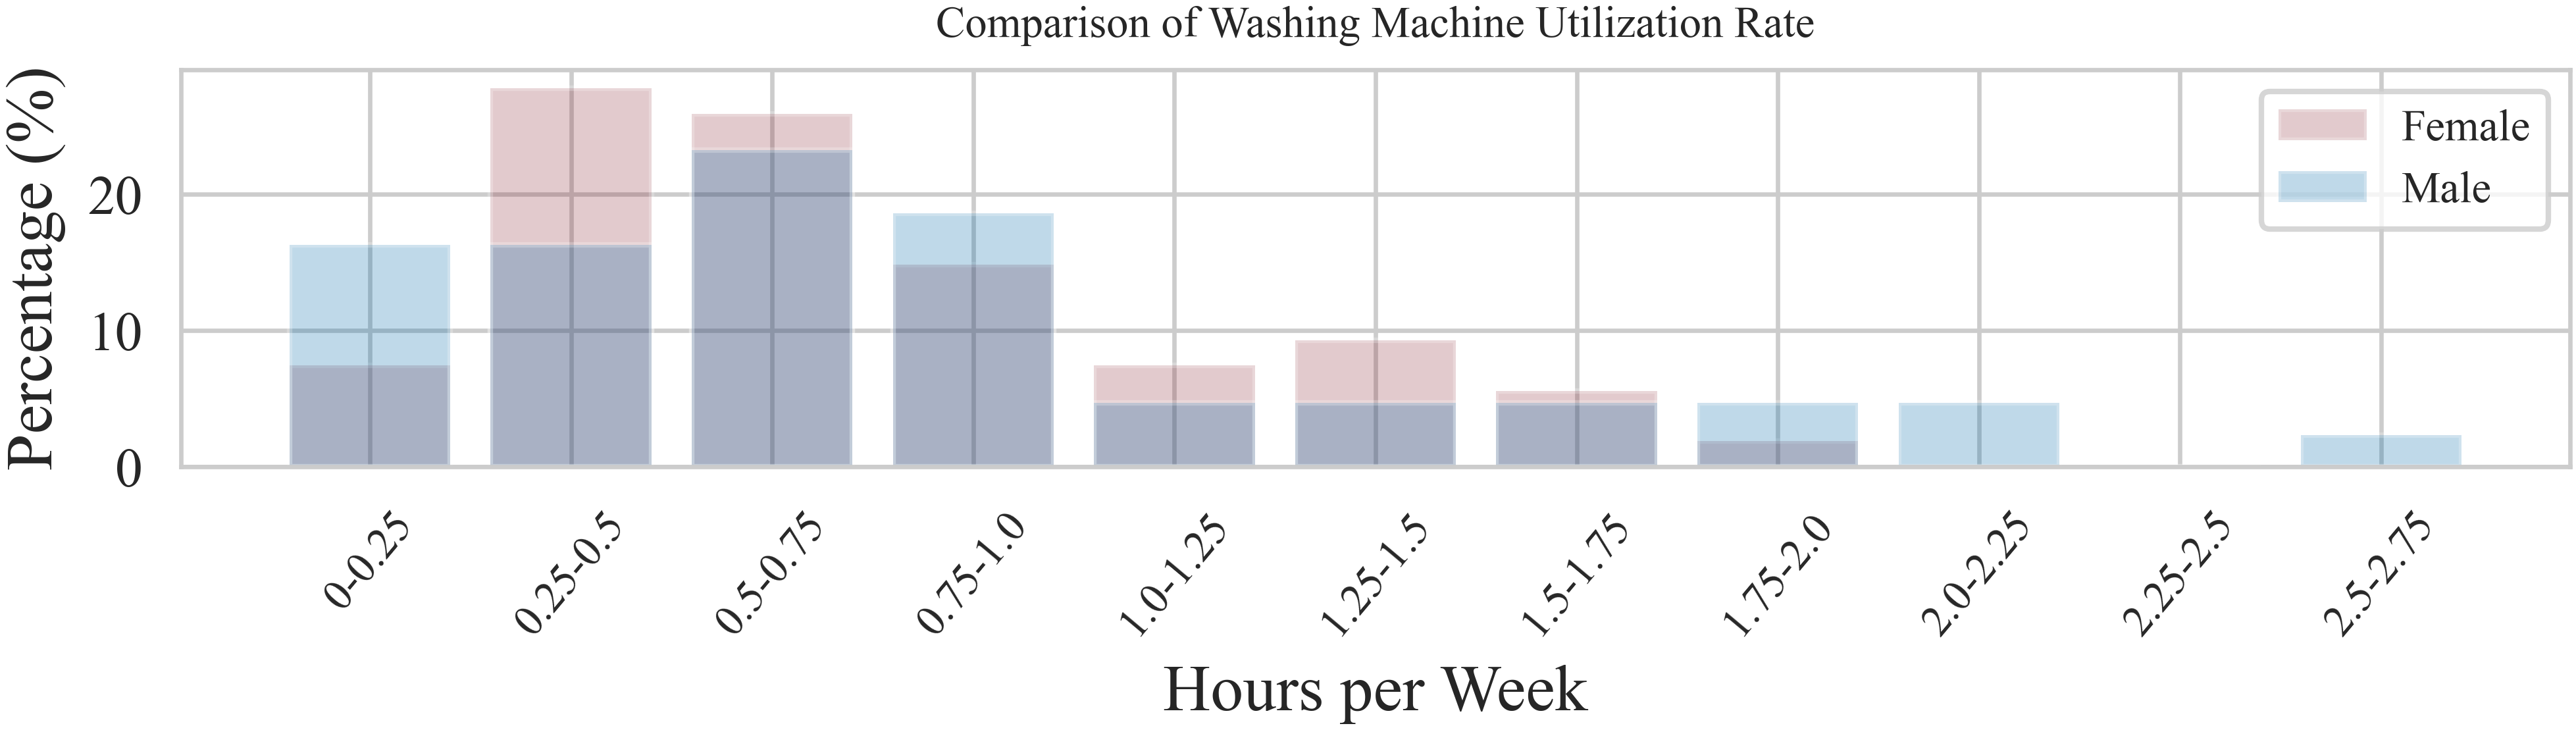 Comparison of Washing Machine Utilization Rate
Percentage (%)
20
10
0
Female
Male
0-0.25
0.25-0.5
0.5-0.75
0.75-1.0
1.0-1.25
1.25-1.5
1.5-1.75
1.75-2.0
2.0-2.25
2.25-2.5
2.5-2.75
Hours per Week